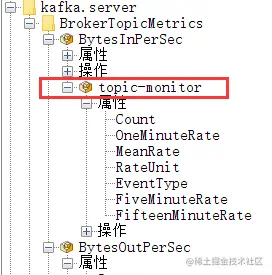 kafka.server
BrokerTopicMetrics
BytesInPerSec
属性
操作
topic-monitor
属性
Count
OneMinuteRate
MeanRate
RateUnit
EventType
FiveMinuteRate
FifteenMinuteRate
操作
BytesOutPerSec
属性
@稀土掘金技术社区